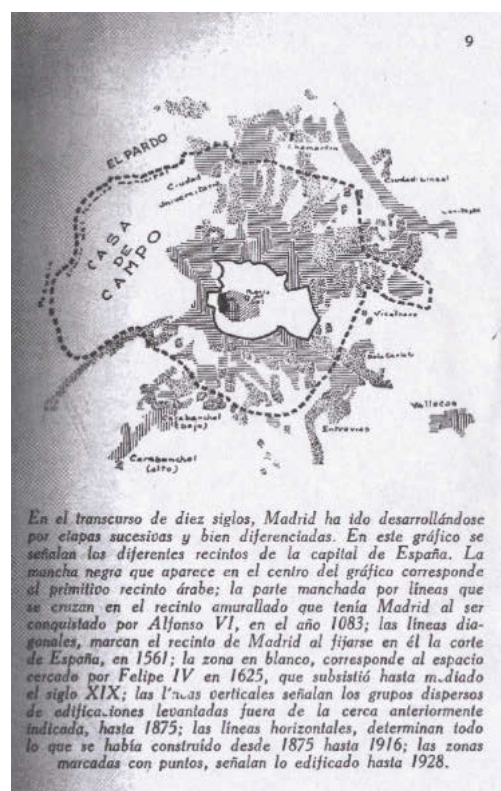 9
EL PARDO
Chamartín
Ciudad
Universitaria
Ciudad Lineal
CASA
DE
CAMPO
Puerta
Vicálvaro
Vallecas
Entrevías
Carabanchel
(bajo)
Carabanchel
(alto)
En el transcurso de diez siglos, Madrid ha ido desarrollándose
por etapas sucesivas y bien diferenciadas. En este gráfico se
señalan los diferentes recintos de la capital de España. La
mancha negra que aparece en el centro del gráfico corresponde
al primitivo recinto árabe; la parte manchada por líneas que
se cruzan en el recinto amurallado que tenía Madrid al ser
conquistado por Alfonso VI, en el año 1083; las líneas dia-
gonales, marcan el recinto de Madrid al fijarse en él la corte
de España, en 1561; la zona en blanco, corresponde al espacio
cercado por Felipe IV en 1625, que subsistió hasta mediado
el siglo XIX; las líneas verticales señalan los grupos dispersos
de edificaciones levantadas fuera de la cerca anteriormente
indicada, hasta 1875; las líneas horizontales, determinan todo
lo que se había construido desde 1875 hasta 1916; las zonas
marcadas con puntos, señalan lo edificado hasta 1928.